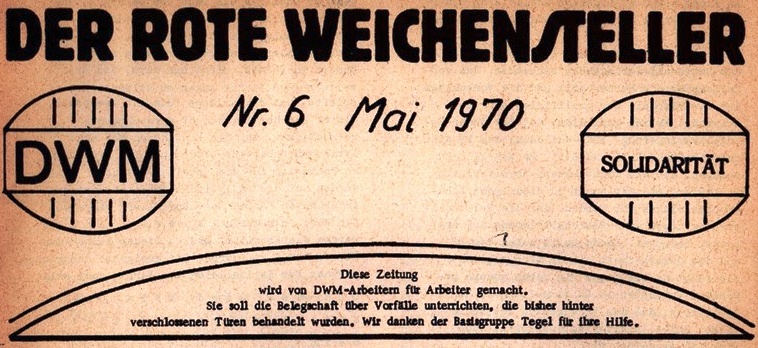 DER ROTE WEICHENSTELLER
Nr. 6 Mai 1970
DWM
SOLIDARITÄT
Diese Zeitung
wird von DWM-Arbeitern für Arbeiter gemacht.
Sie soll die Belegschaft über Vorfälle unterrichten, die bisher hinter
verschlossenen Türen behandelt wurden. Wir danken der Basisgruppe Tegel für ihre Hilfe.